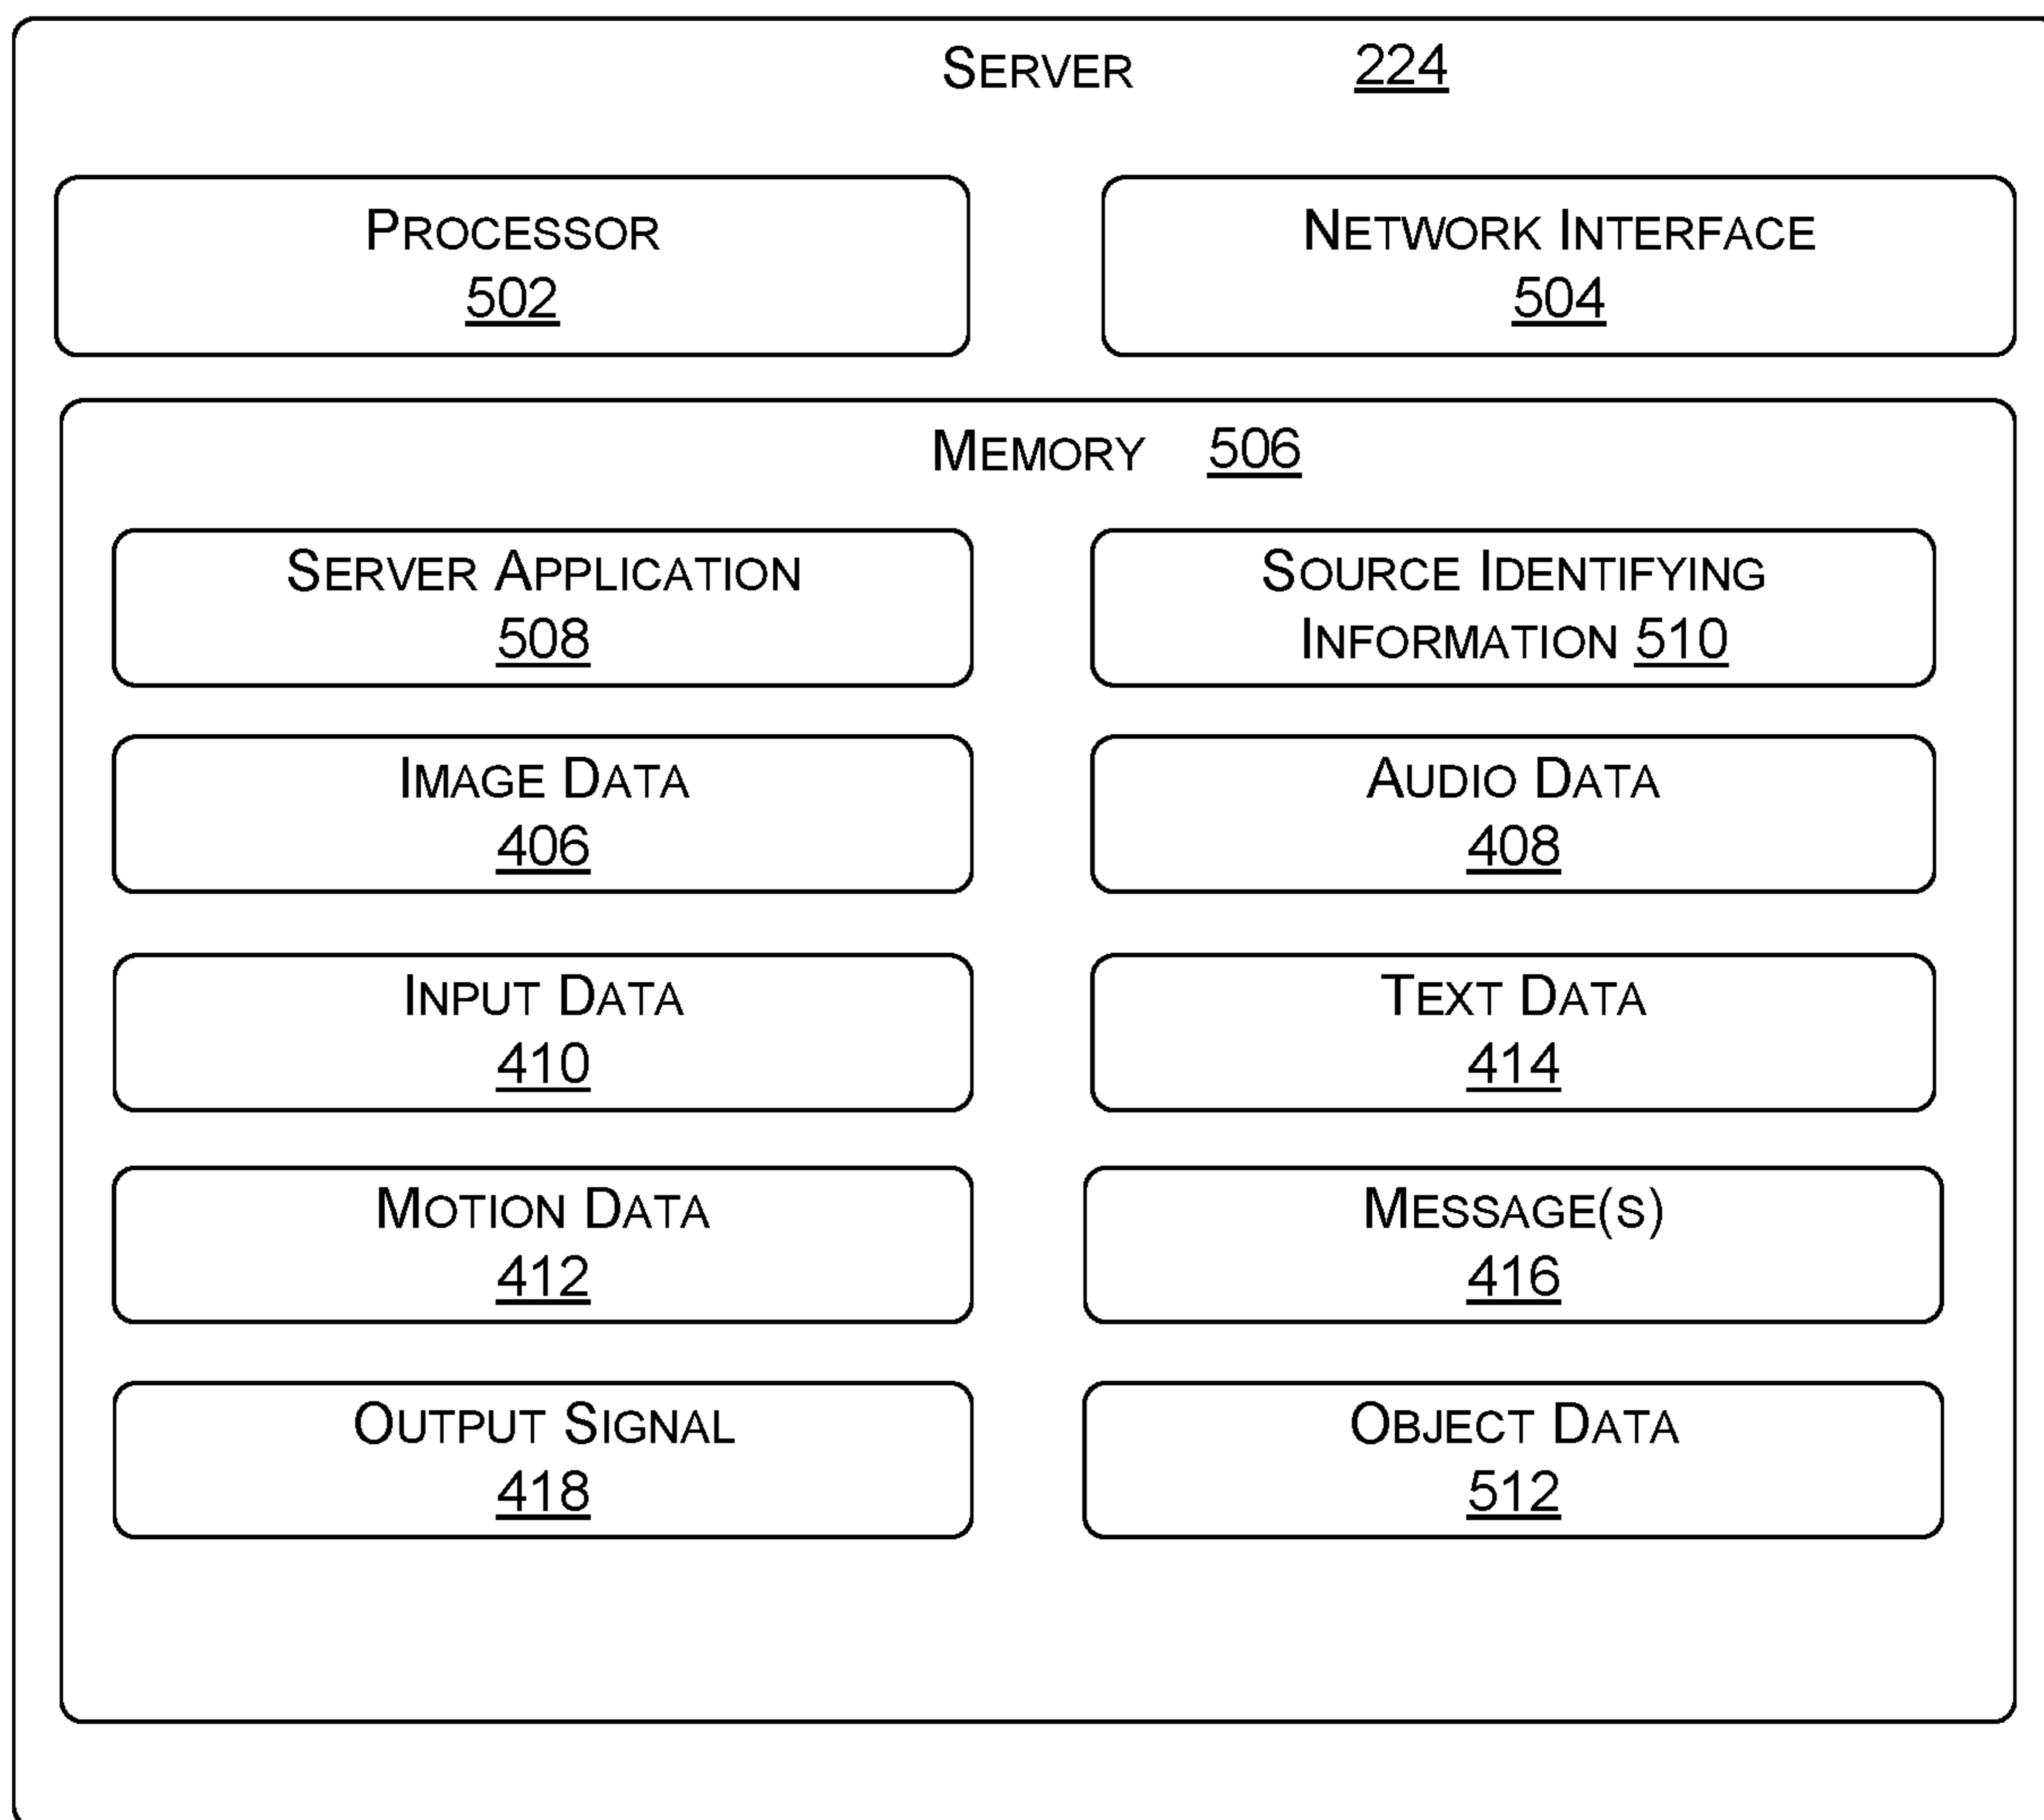 SERVER 224
PROCESSOR
502
NETWORK INTERFACE
504
MEMORY 506
SERVER APPLICATION
508
SOURCE IDENTIFYING
INFORMATION 510
IMAGE DATA
406
AUDIO DATA
408
INPUT DATA
410
TEXT DATA
414
MOTION DATA
412
MESSAGE(S)
416
OUTPUT SIGNAL
418
OBJECT DATA
512